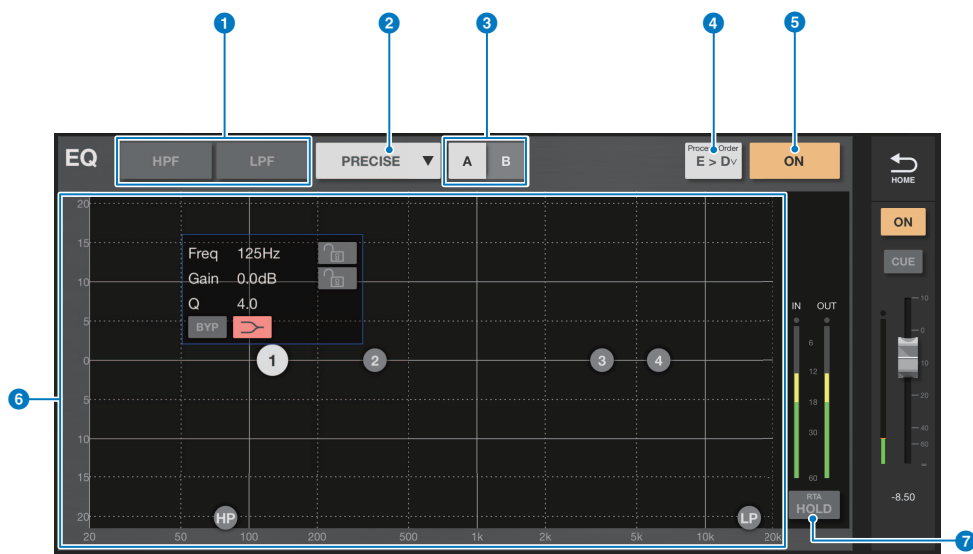 1 2 3 4 5
EQ HPF LPF PRECISE ▼ A B Process Order E > D ON
HOME
20
15
10
5
0
5
10
15
20
Freq 125Hz
Gain 0.0dB
Q 4.0
BYP
1 2 3 4
HP LP
20 50 100 200 500 1k 2k 5k 10k 20k
6
IN OUT
6
12
18
30
60
RTA
HOLD
7
ON
CUE
10
0
10
20
40
60
∞
-8.50